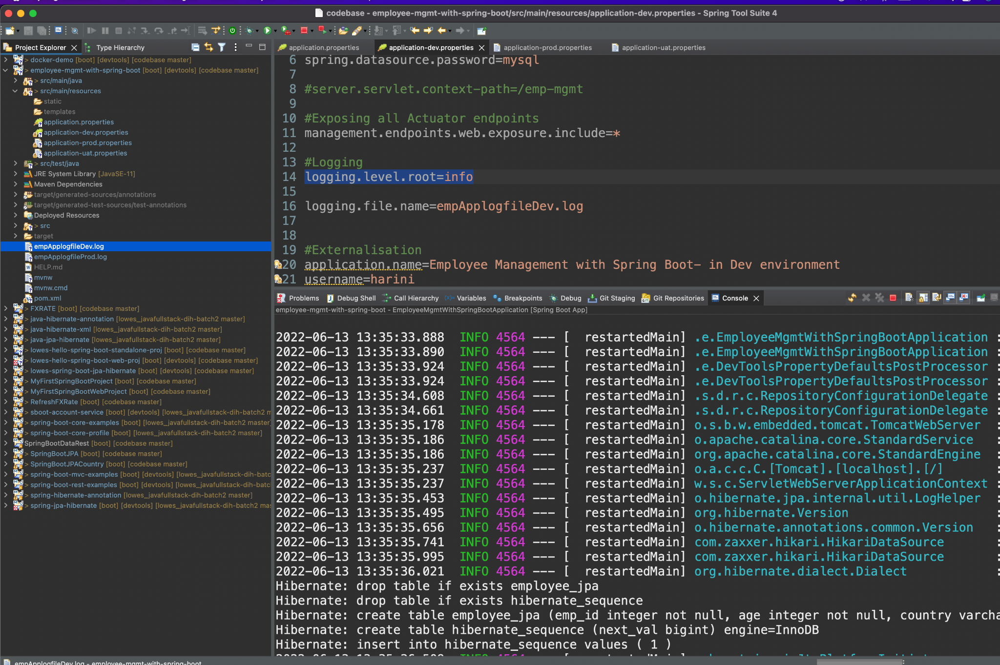 codebase - employee-mgmt-with-spring-boot/src/main/resources/application-dev.properties - Spring Tool Suite 4
Project Explorer
Type Hierarchy
> docker-demo [boot] [devtools] [codebase master]
> employee-mgmt-with-spring-boot [boot] [devtools] [codebase master]
> src/main/java
> src/main/resources
static
templates
application.properties
application-dev.properties
application-prod.properties
application-uat.properties
> src/test/java
JRE System Library [JavaSE-11]
Maven Dependencies
target/generated-sources/annotations
target/generated-test-sources/test-annotations
Deployed Resources
> src
target
empApplogfileDev.log
empApplogfileProd.log
HELP.md
mvnw
mvnw.cmd
pom.xml
> FXRATE [boot] [codebase master]
> java-hibernate-annotation [lowes_javafullstack-dih-batch2 master]
> java-hibernate-xml [lowes_javafullstack-dih-batch2 master]
> java-jpa-hibernate [lowes_javafullstack-dih-batch2 master]
> lowes-hello-spring-boot-standalone-proj [boot] [codebase master]
> lowes-hello-spring-boot-web-proj [boot] [devtools] [codebase master]
> lowes-spring-boot-jpa-hibernate [boot] [devtools] [codebase master]
> MyFirstSpringBootProject [boot] [codebase master]
> MyFirstSpringBootWebProject [boot] [codebase master]
> RefreshFXRate [boot] [codebase master]
> sboot-account-service [boot] [devtools] [lowes_javafullstack-dih-batch2 m
> spring-boot-core-examples [boot] [lowes_javafullstack-dih-batch2 master]
> spring-boot-core-profile [boot] [lowes_javafullstack-dih-batch2 master]
SpringBootDataRest [boot] [codebase master]
> SpringBootJPA [boot] [codebase master]
> SpringBootJPACountry [boot] [codebase master]
> spring-boot-mvc-examples [boot] [devtools] [lowes_javafullstack-dih-batc
> spring-boot-rest-examples [boot] [devtools] [lowes_javafullstack-dih-batc
> spring-hibernate-annotation [lowes_javafullstack-dih-batch2 master]
> spring-jpa-hibernate [boot] [devtools] [lowes_javafullstack-dih-batch2 mas
application.properties
application-dev.properties
application-prod.properties
application-uat.properties
6 spring.datasource.password=mysql
7
8 #server.servlet.context-path=/emp-mgmt
9
10 #Exposing all Actuator endpoints
11 management.endpoints.web.exposure.include=*
12
13 #Logging
14 logging.level.root=info
15
16 logging.file.name=empApplogfileDev.log
17
18
19 #Externalisation
20 application.name=Employee Management with Spring Boot- in Dev environment
21 username=harini
Problems
Debug Shell
Call Hierarchy
(x)= Variables
Breakpoints
Debug
Git Staging
Git Repositories
Console
employee-mgmt-with-spring-boot - EmployeeMgmtWithSpringBootApplication [Spring Boot App]
2022-06-13 13:35:33.888 INFO 4564 --- [ restartedMain] .e.EmployeeMgmtWithSpringBootApplication :
2022-06-13 13:35:33.890 INFO 4564 --- [ restartedMain] .e.EmployeeMgmtWithSpringBootApplication :
2022-06-13 13:35:33.924 INFO 4564 --- [ restartedMain] .e.DevToolsPropertyDefaultsPostProcessor :
2022-06-13 13:35:33.924 INFO 4564 --- [ restartedMain] .e.DevToolsPropertyDefaultsPostProcessor :
2022-06-13 13:35:34.608 INFO 4564 --- [ restartedMain] .s.d.r.c.RepositoryConfigurationDelegate :
2022-06-13 13:35:34.661 INFO 4564 --- [ restartedMain] .s.d.r.c.RepositoryConfigurationDelegate :
2022-06-13 13:35:35.178 INFO 4564 --- [ restartedMain] o.s.b.w.embedded.tomcat.TomcatWebServer :
2022-06-13 13:35:35.186 INFO 4564 --- [ restartedMain] o.apache.catalina.core.StandardService :
2022-06-13 13:35:35.186 INFO 4564 --- [ restartedMain] org.apache.catalina.core.StandardEngine :
2022-06-13 13:35:35.237 INFO 4564 --- [ restartedMain] o.a.c.c.C.[Tomcat].[localhost].[/] :
2022-06-13 13:35:35.237 INFO 4564 --- [ restartedMain] w.s.c.ServletWebServerApplicationContext :
2022-06-13 13:35:35.453 INFO 4564 --- [ restartedMain] o.hibernate.jpa.internal.util.LogHelper :
2022-06-13 13:35:35.495 INFO 4564 --- [ restartedMain] org.hibernate.Version :
2022-06-13 13:35:35.656 INFO 4564 --- [ restartedMain] o.hibernate.annotations.common.Version :
2022-06-13 13:35:35.741 INFO 4564 --- [ restartedMain] com.zaxxer.hikari.HikariDataSource :
2022-06-13 13:35:35.995 INFO 4564 --- [ restartedMain] com.zaxxer.hikari.HikariDataSource :
2022-06-13 13:35:36.021 INFO 4564 --- [ restartedMain] org.hibernate.dialect.Dialect :
Hibernate: drop table if exists employee_jpa
Hibernate: drop table if exists hibernate_sequence
Hibernate: create table employee_jpa (emp_id integer not null, age integer not null, country varcha
Hibernate: create table hibernate_sequence (next_val bigint) engine=InnoDB
Hibernate: insert into hibernate_sequence values ( 1 )
empApplogfileDev.log - employee-mgmt-with-spring-boot